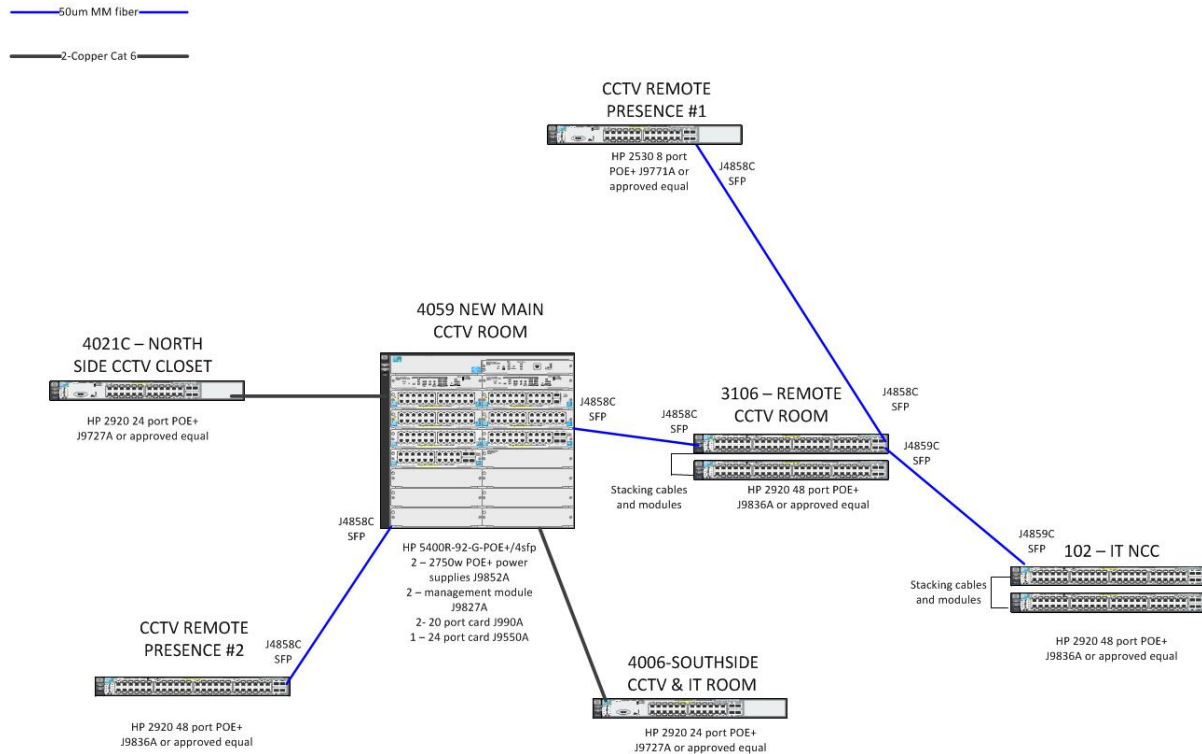 50um MM fiber
2-Copper Cat 6
CCTV REMOTE
PRESENCE #1
HP 2530 8 port
POE+ J9771A or
approved equal
J4858C
SFP
4059 NEW MAIN
CCTV ROOM
4021C – NORTH
SIDE CCTV CLOSET
HP 2920 24 port POE+
J9727A or approved equal
J4858C
SFP
J4858C
SFP
3106 – REMOTE
CCTV ROOM
J4858C
SFP
J4859C
SFP
Stacking cables
and modules
HP 2920 48 port POE+
J9836A or approved equal
J4858C
SFP
HP 5400R-92-G-POE+/4sfp
2 – 2750w POE+ power
supplies J9852A
2 – management module
J9827A
2- 20 port card J990A
1 – 24 port card J9550A
J4859C
SFP
102 – IT NCC
Stacking cables
and modules
HP 2920 48 port POE+
J9836A or approved equal
CCTV REMOTE
PRESENCE #2
J4858C
SFP
HP 2920 48 port POE+
J9836A or approved equal
4006-SOUTHSIDE
CCTV & IT ROOM
HP 2920 24 port POE+
J9727A or approved equal